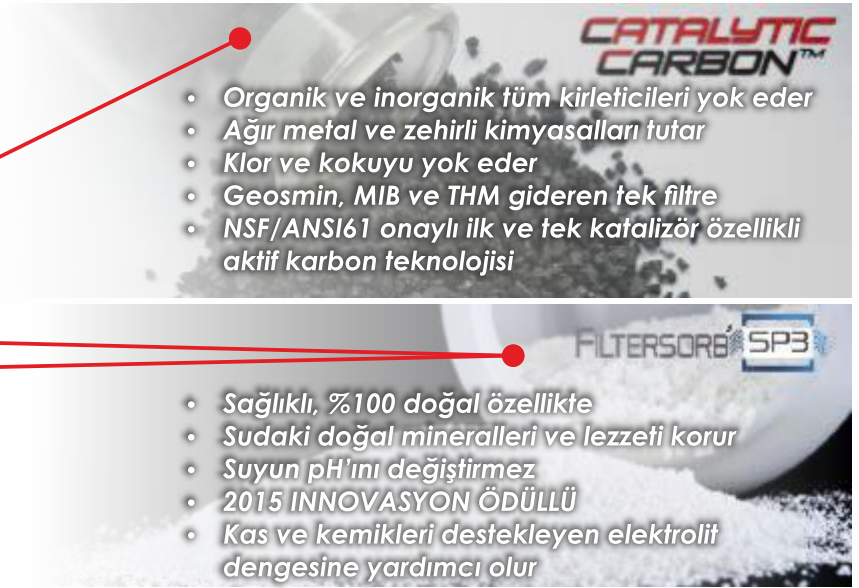 CATALYTIC
CARBON™
• Organik ve inorganik tüm kirleticileri yok eder
• Ağır metal ve zehirli kimyasalları tutar
• Klor ve kokuyu yok eder
• Geosmin, MIB ve THM gideren tek filtre
• NSF/ANSI61 onaylı ilk ve tek katalizör özellikli
aktif karbon teknolojisi
FILTERSORB SP3
• Sağlıklı, %100 doğal özellikte
• Sudaki doğal mineralleri ve lezzeti korur
• Suyun pH'ını değiştirmez
• 2015 INNOVASYON ÖDÜLLÜ
• Kas ve kemikleri destekleyen elektrolit
dengesine yardımcı olur